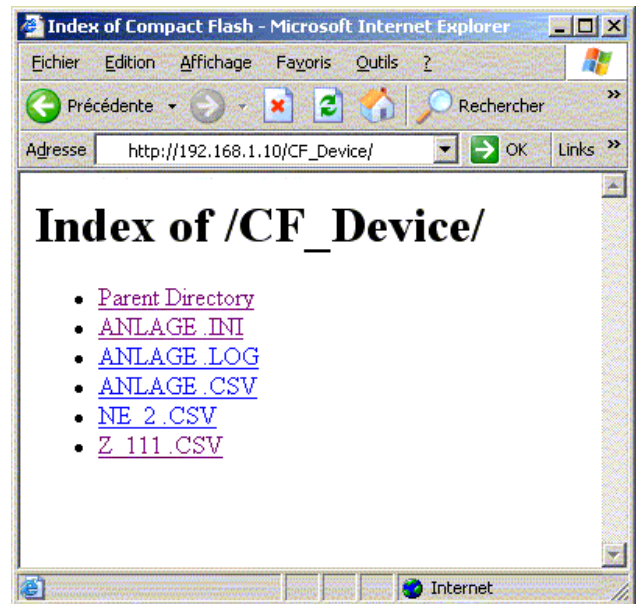 Index of Compact Flash - Microsoft Internet Explorer
Eichier Edition Affichage Favoris Outils ?
Précédente Rechercher »
Adresse http://192.168.1.10/CF_Device/ OK Links »
Index of /CF_Device/
• Parent Directory
• ANLAGE .INI
• ANLAGE .LOG
• ANLAGE .CSV
• NE_2 .CSV
• Z_111 .CSV
Internet